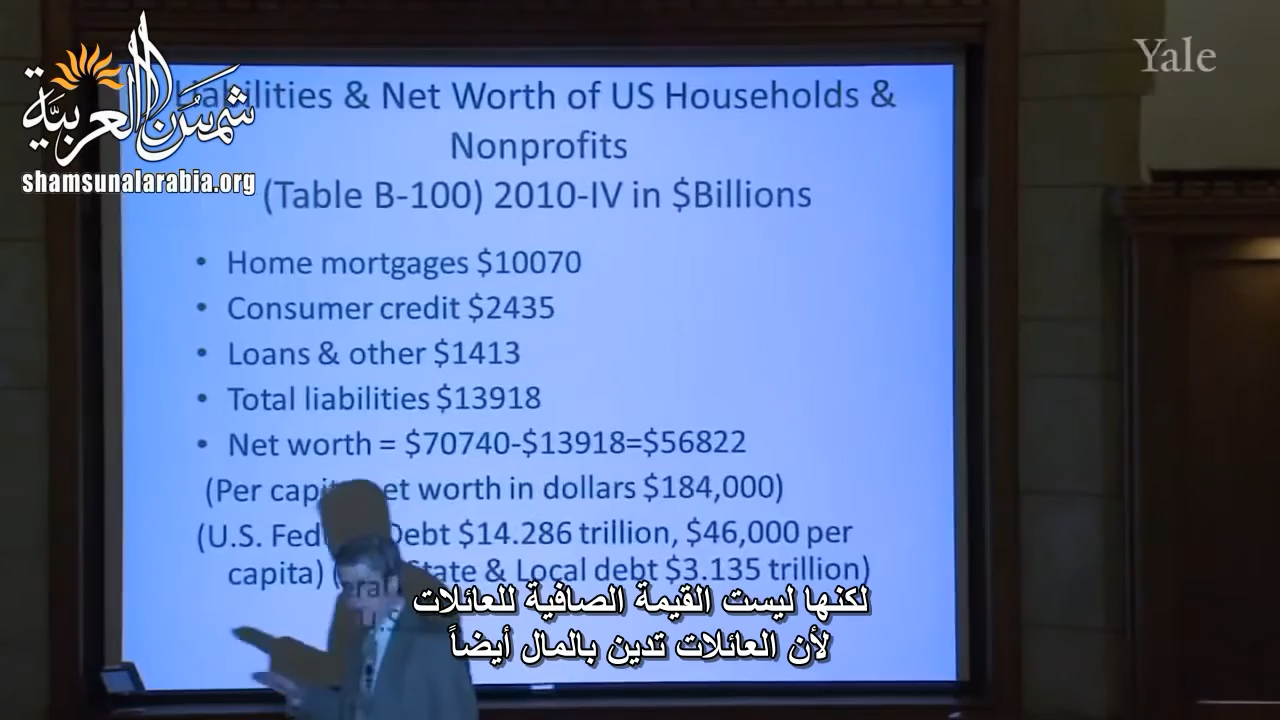 Yale
شمس العربية
shamsunalarabia.org
Liabilities & Net Worth of US Households &
Nonprofits
(Table B-100) 2010-IV in $Billions
• Home mortgages $10070
• Consumer credit $2435
• Loans & other $1413
• Total liabilities $13918
• Net worth = $70740-$13918=$56822
(Per capita net worth in dollars $184,000)
(U.S. Federal Debt $14.286 trillion, $46,000 per
capita) State & Local debt $3.135 trillion)
لكنها ليست القيمة الصافية للعائلات
لأن العائلات تدين بالمال أيضاً